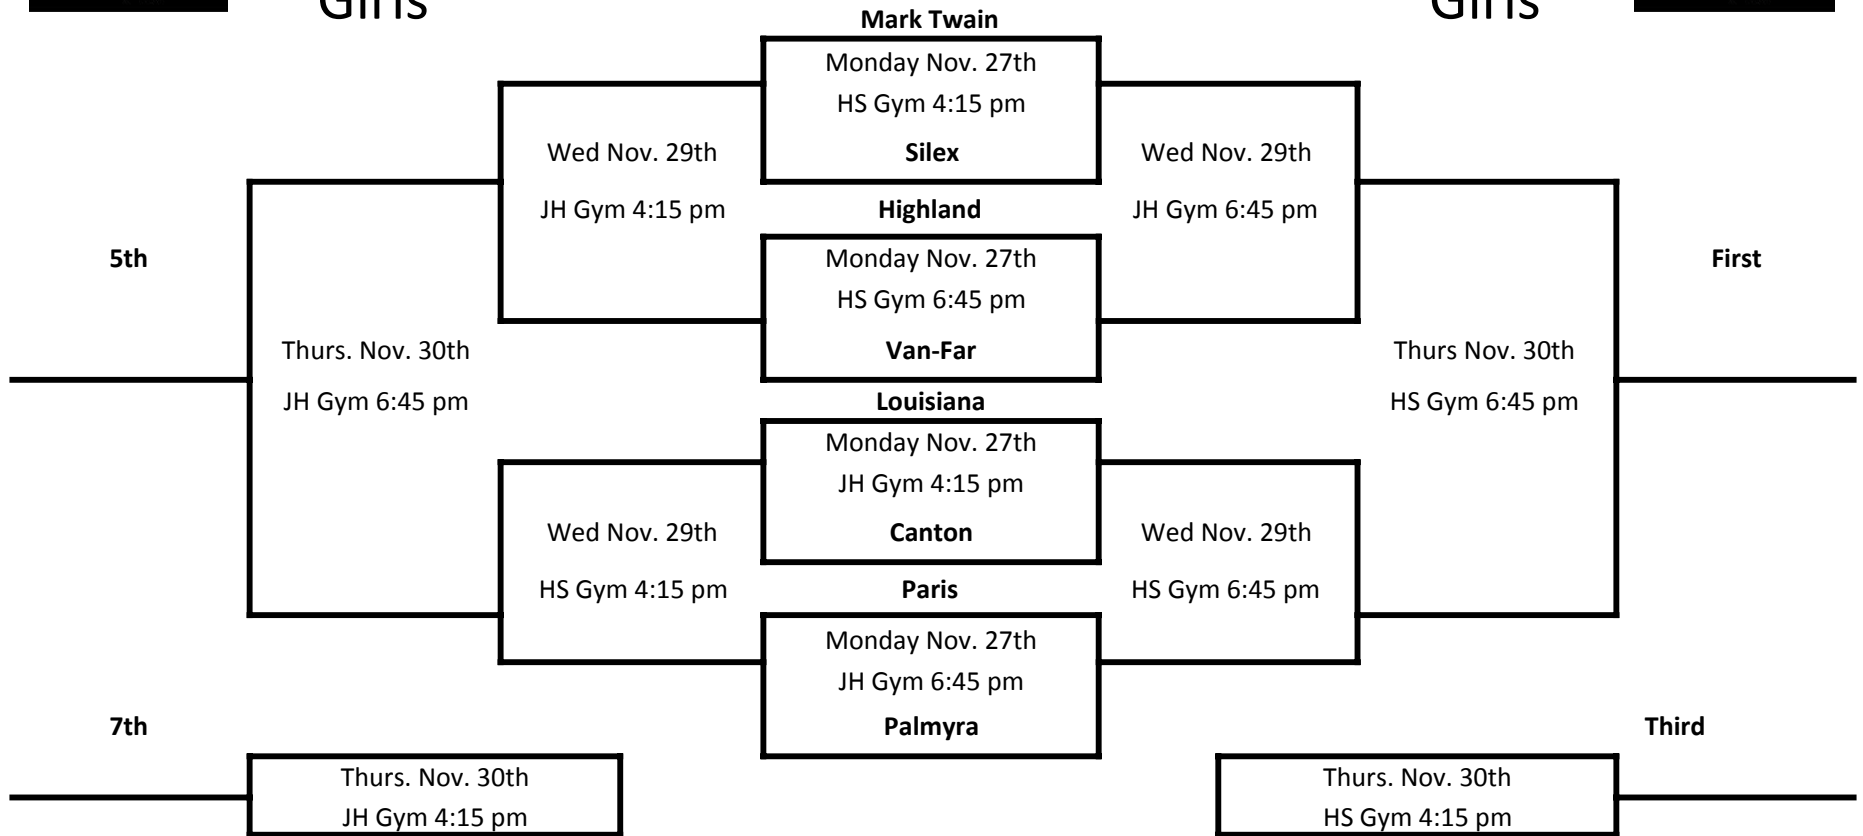 Girls
Girls
Mark Twain
Monday Nov. 27th
HS Gym 4:15 pm
Wed Nov. 29th
Silex
Wed Nov. 29th
JH Gym 4:15 pm
Highland
JH Gym 6:45 pm
5th
Monday Nov. 27th
First
HS Gym 6:45 pm
Thurs. Nov. 30th
Van-Far
Thurs Nov. 30th
JH Gym 6:45 pm
Louisiana
HS Gym 6:45 pm
Monday Nov. 27th
JH Gym 4:15 pm
Wed Nov. 29th
Canton
Wed Nov. 29th
HS Gym 4:15 pm
Paris
HS Gym 6:45 pm
Monday Nov. 27th
JH Gym 6:45 pm
7th
Palmyra
Third
Thurs. Nov. 30th
Thurs. Nov. 30th
JH Gym 4:15 pm
HS Gym 4:15 pm